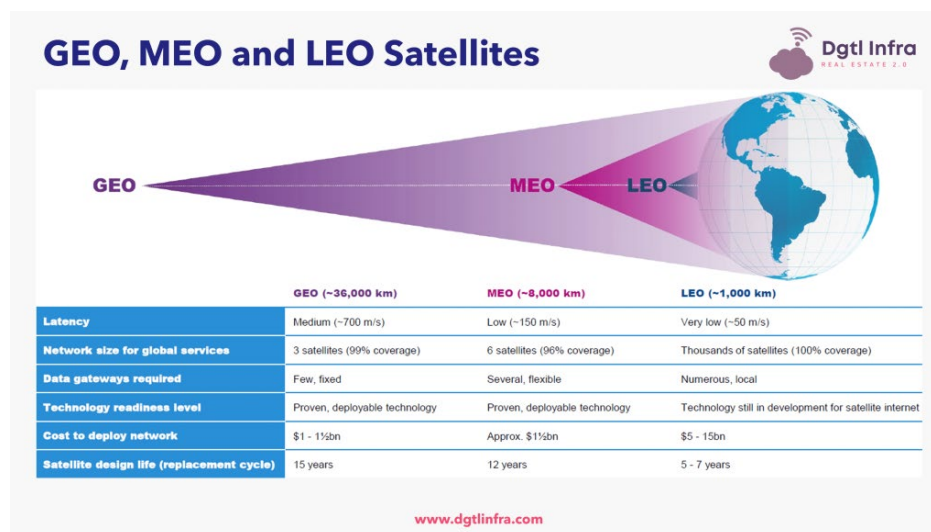 GEO, MEO and LEO Satellites
Dgtl Infra
REAL ESTATE 2.0
GEO
MEO
LEO
GEO (~36,000 km) MEO (~8,000 km) LEO (~1,000 km)
Latency Medium (~700 m/s) Low (~150 m/s) Very low (~50 m/s)
Network size for global services 3 satellites (99% coverage) 6 satellites (96% coverage) Thousands of satellites (100% coverage)
Data gateways required Few, fixed Several, flexible Numerous, local
Technology readiness level Proven, deployable technology Proven, deployable technology Technology still in development for satellite internet
Cost to deploy network $1 - 1½bn Approx. $1½bn $5 - 15bn
Satellite design life (replacement cycle) 15 years 12 years 5 - 7 years
www.dgtlinfra.com